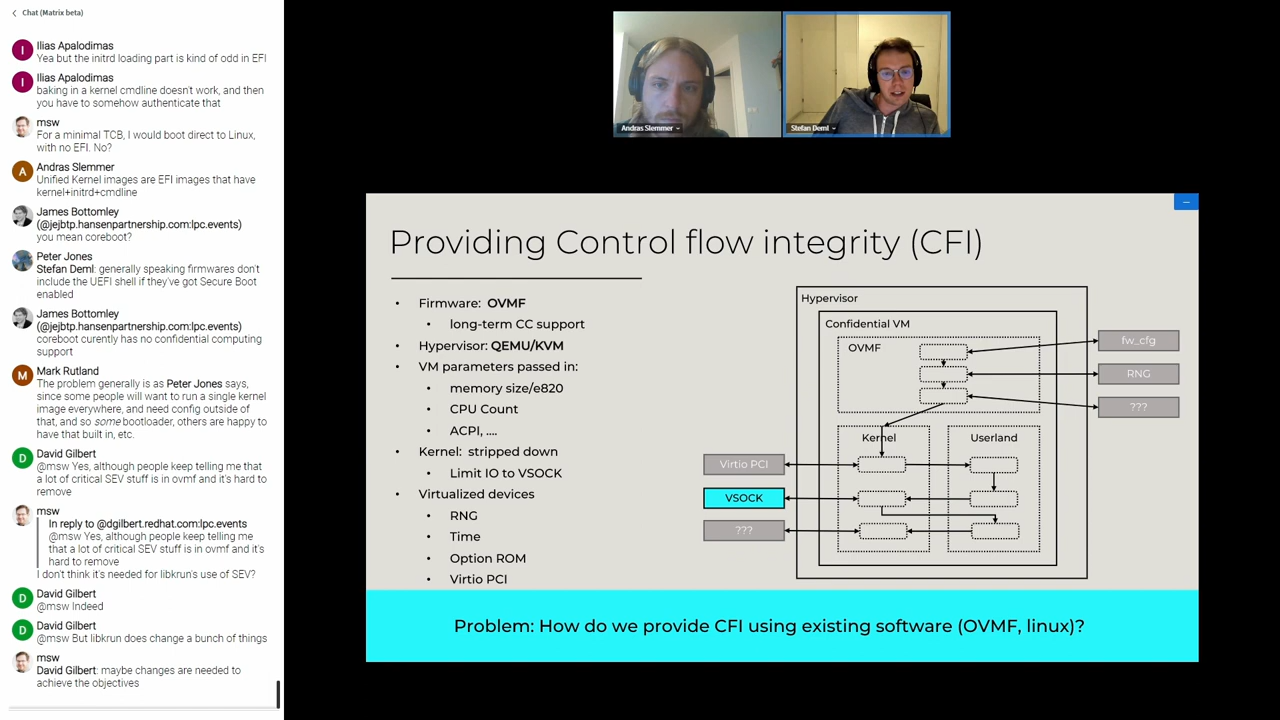 Chat (Matrix beta)
Ilias Apalodimas
Yea but the initrd loading part is kind of odd in EFI
Ilias Apalodimas
baking in a kernel cmdline doesn't work, and then
you have to somehow authenticate that
msw
For a minimal TCB, I would boot direct to Linux,
with no EFI. No?
Andras Slemmer
Unified Kernel images are EFI images that have
kernel+initrd+cmdline
James Bottomley
(@jejbtp.hansenpartnership.com:lpc.events)
you mean coreboot?
Peter Jones
Stefan Deml: generally speaking firmwares don't
include the UEFI shell if they've got Secure Boot
enabled
James Bottomley
(@jejbtp.hansenpartnership.com:lpc.events)
coreboot curently has no confidential computing
support
Mark Rutland
The problem generally is as Peter Jones says,
since some people will want to run a single kernel
image everywhere, and need config outside of
that, and so some bootloader, others are happy to
have that built in, etc.
David Gilbert
@msw Yes, although people keep telling me that
a lot of critical SEV stuff is in ovmf and it's hard to
remove
msw
In reply to @dgilbert.redhat.com:lpc.events
@msw Yes, although people keep telling me
that a lot of critical SEV stuff is in ovmf and it's
hard to remove
I don't think it's needed for libkrun's use of SEV?
David Gilbert
@msw Indeed
David Gilbert
@msw But libkrun does change a bunch of things
msw
David Gilbert: maybe changes are needed to
achieve the objectives
I
I
A
M
D
D
D
Andras Slemmer
Stefan Deml
Providing Control flow integrity (CFI)
• Firmware: OVMF
• long-term CC support
• Hypervisor: QEMU/KVM
• VM parameters passed in:
• memory size/e820
• CPU Count
• ACPI, ....
• Kernel: stripped down
• Limit IO to VSOCK
• Virtualized devices
• RNG
• Time
• Option ROM
• Virtio PCI
Hypervisor
Confidential VM
OVMF
fw_cfg
RNG
???
Kernel
Userland
Virtio PCI
VSOCK
???
Problem: How do we provide CFI using existing software (OVMF, linux)?